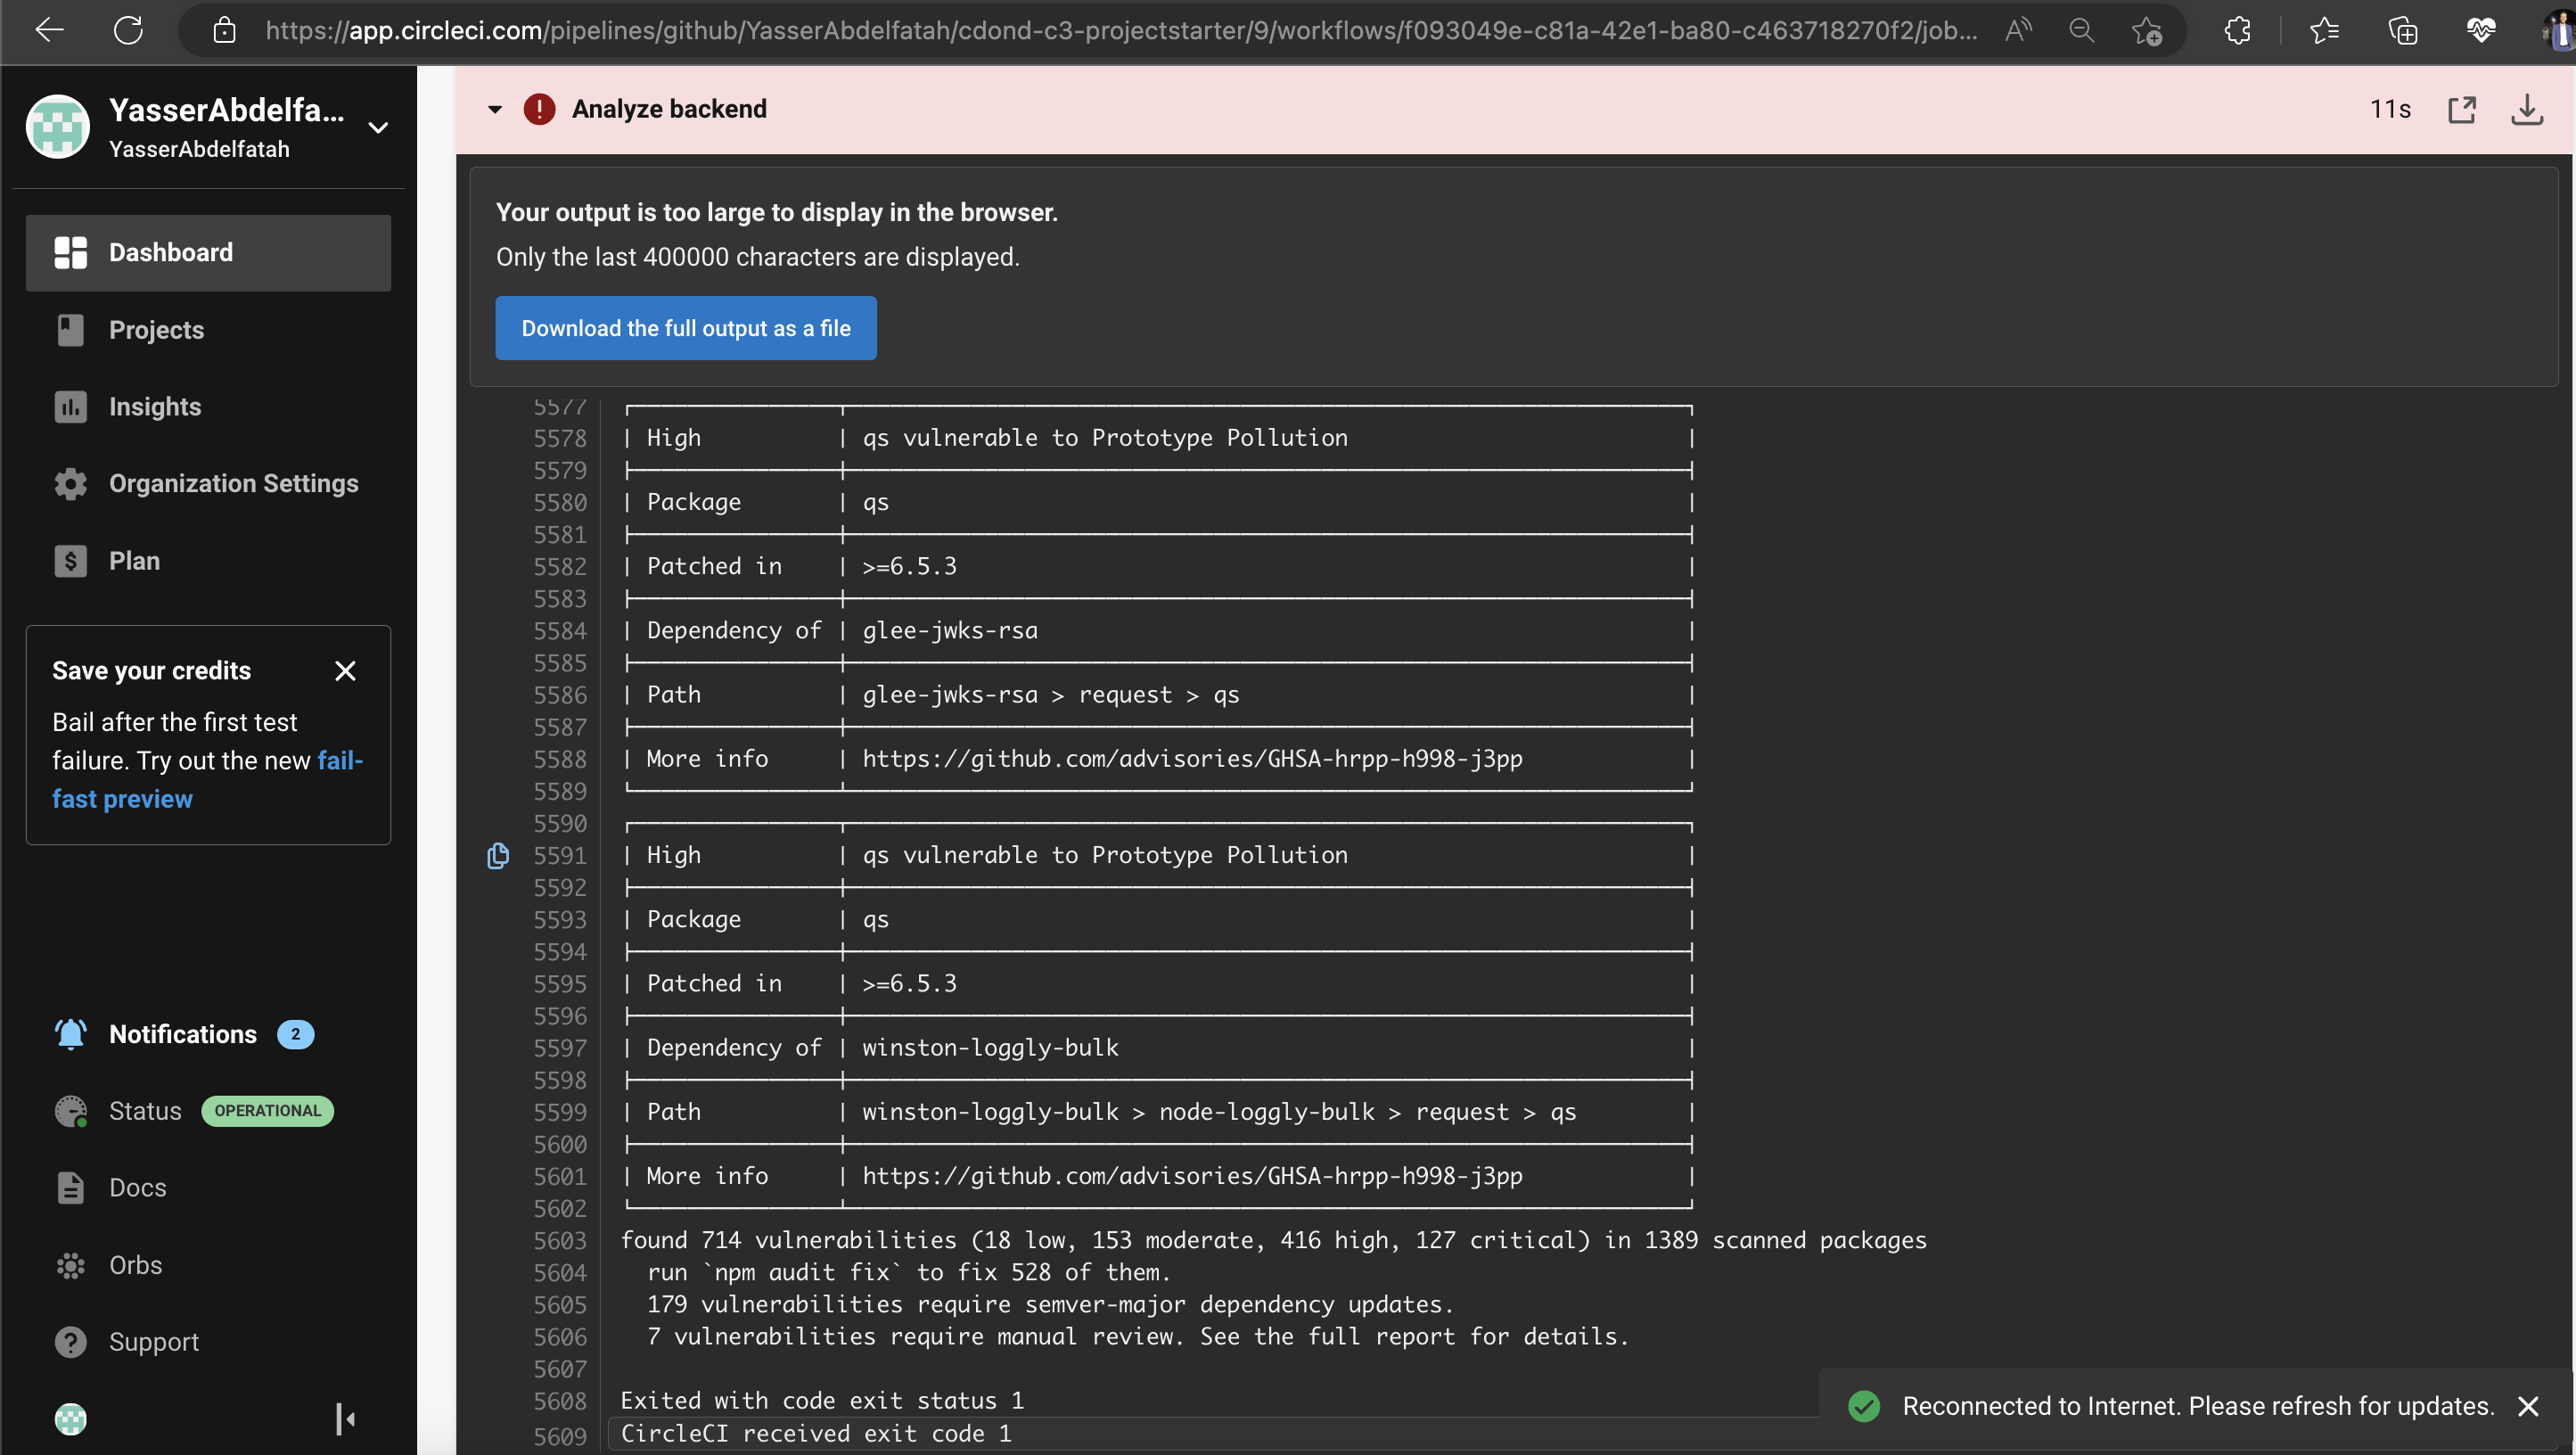 https://app.circleci.com/pipelines/github/YasserAbdelfatah/cdond-c3-projectstarter/9/workflows/f093049e-c81a-42e1-ba80-c463718270f2/job...
YasserAbdelfa...
YasserAbdelfatah
Dashboard
Projects
Insights
Organization Settings
Plan
Save your credits
Bail after the first test
failure. Try out the new fail-
fast preview
Notifications 2
Status OPERATIONAL
Docs
Orbs
Support
Analyze backend 11s
Your output is too large to display in the browser.
Only the last 400000 characters are displayed.
Download the full output as a file
5577
5578 | High | qs vulnerable to Prototype Pollution |
5579
5580 | Package | qs |
5581
5582 | Patched in | >=6.5.3 |
5583
5584 | Dependency of | glee-jwks-rsa |
5585
5586 | Path | glee-jwks-rsa > request > qs |
5587
5588 | More info | https://github.com/advisories/GHSA-hrpp-h998-j3pp |
5589
5590
5591 | High | qs vulnerable to Prototype Pollution |
5592
5593 | Package | qs |
5594
5595 | Patched in | >=6.5.3 |
5596
5597 | Dependency of | winston-loggly-bulk |
5598
5599 | Path | winston-loggly-bulk > node-loggly-bulk > request > qs |
5600
5601 | More info | https://github.com/advisories/GHSA-hrpp-h998-j3pp |
5602
5603 found 714 vulnerabilities (18 low, 153 moderate, 416 high, 127 critical) in 1389 scanned packages
5604 run `npm audit fix` to fix 528 of them.
5605 179 vulnerabilities require semver-major dependency updates.
5606 7 vulnerabilities require manual review. See the full report for details.
5607
5608 Exited with code exit status 1
5609 CircleCI received exit code 1
Reconnected to Internet. Please refresh for updates.